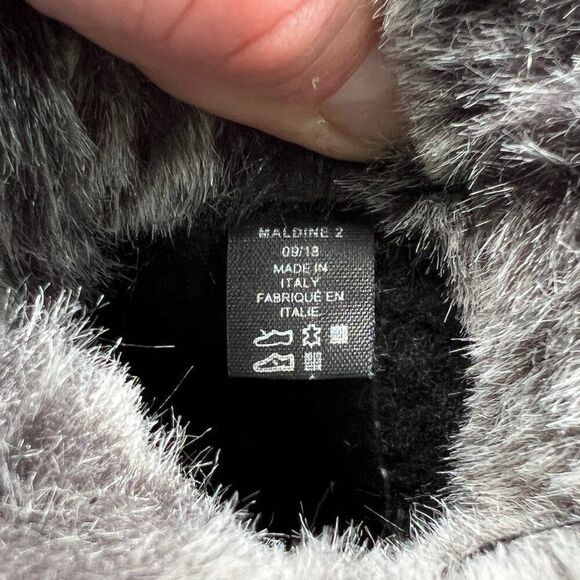 MALDINE 2
09/18
MADE IN
ITALY
FABRIQUÉ EN
ITALIE